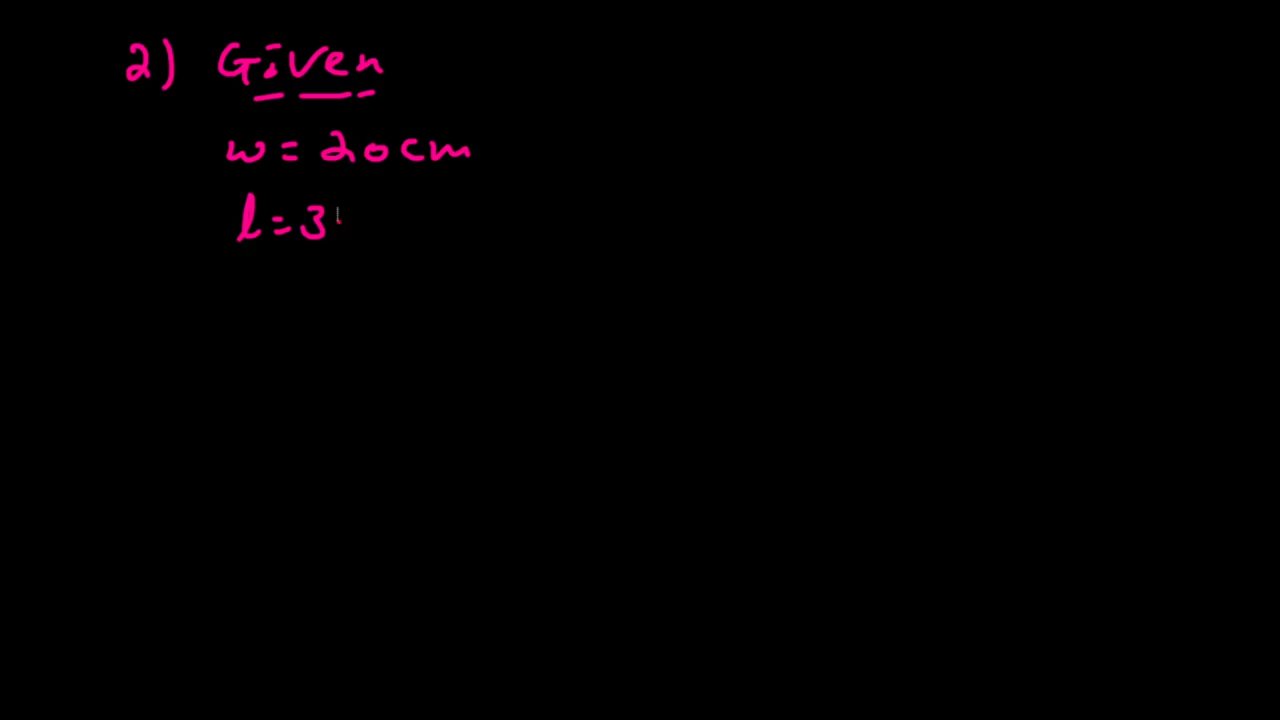 2) Given
w = 20cm
l = 3